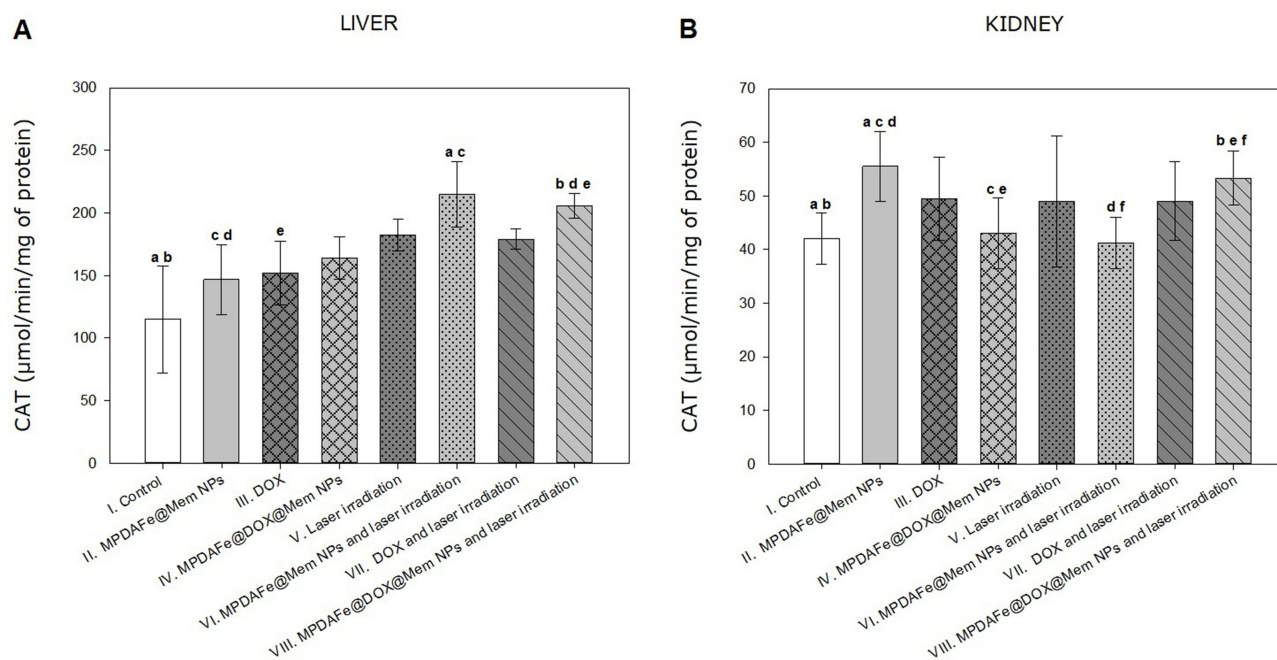 A
LIVER
CAT (µmol/min/mg of protein)
300
250
200
150
100
50
0
a b
c d
e
a c
b d e
I. Control
II. MPDAFe@Mem NPs
III. DOX
IV. MPDAFe@DOX@Mem NPs
V. Laser irradiation
VI. MPDAFe@Mem NPs and laser irradiation
VII. DOX and laser irradiation
VIII. MPDAFe@DOX@Mem NPs and laser irradiation
B
KIDNEY
CAT (µmol/min/mg of protein)
70
60
50
40
30
20
10
0
a b
a c d
c e
d f
b e f
I. Control
II. MPDAFe@Mem NPs
III. DOX
IV. MPDAFe@DOX@Mem NPs
V. Laser irradiation
VI. MPDAFe@Mem NPs and laser irradiation
VII. DOX and laser irradiation
VIII. MPDAFe@DOX@Mem NPs and laser irradiation